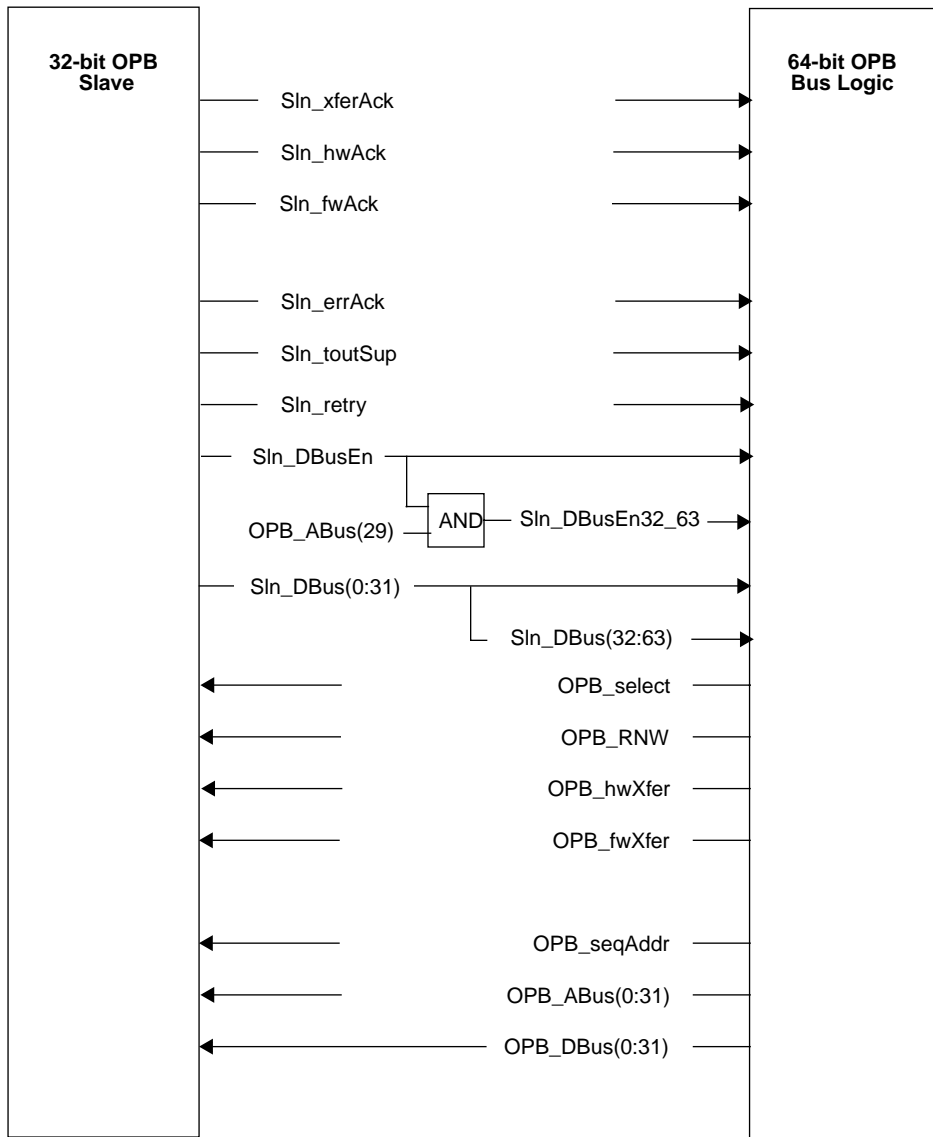 32-bit OPB
Slave
64-bit OPB
Bus Logic
Sln_xferAck
Sln_hwAck
Sln_fwAck
Sln_errAck
Sln_toutSup
Sln_retry
Sln_DBusEn
AND
Sln_DBusEn32_63
OPB_ABus(29)
Sln_DBus(0:31)
Sln_DBus(32:63)
OPB_select
OPB_RNW
OPB_hwXfer
OPB_fwXfer
OPB_seqAddr
OPB_ABus(0:31)
OPB_DBus(0:31)